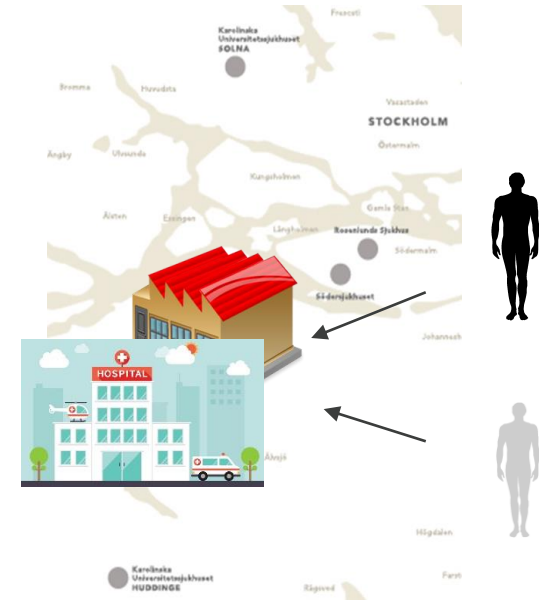 Frescati
Karolinska
Universitetssjukhuset
SOLNA
Bromma
Huvudsta
Vasastaden
STOCKHOLM
Östermalm
Ängby
Ulvsunda
Kungsholmen
Gamla Stan
Ålsten
Essingen
Långholmen
Rosenlunds Sjukhus
Södermalm
Södersjukhuset
Johannesh
HOSPITAL
Älvsjö
Högdalen
Karolinska
Universitetssjukhuset
HUDDINGE
Farst
Rågsved